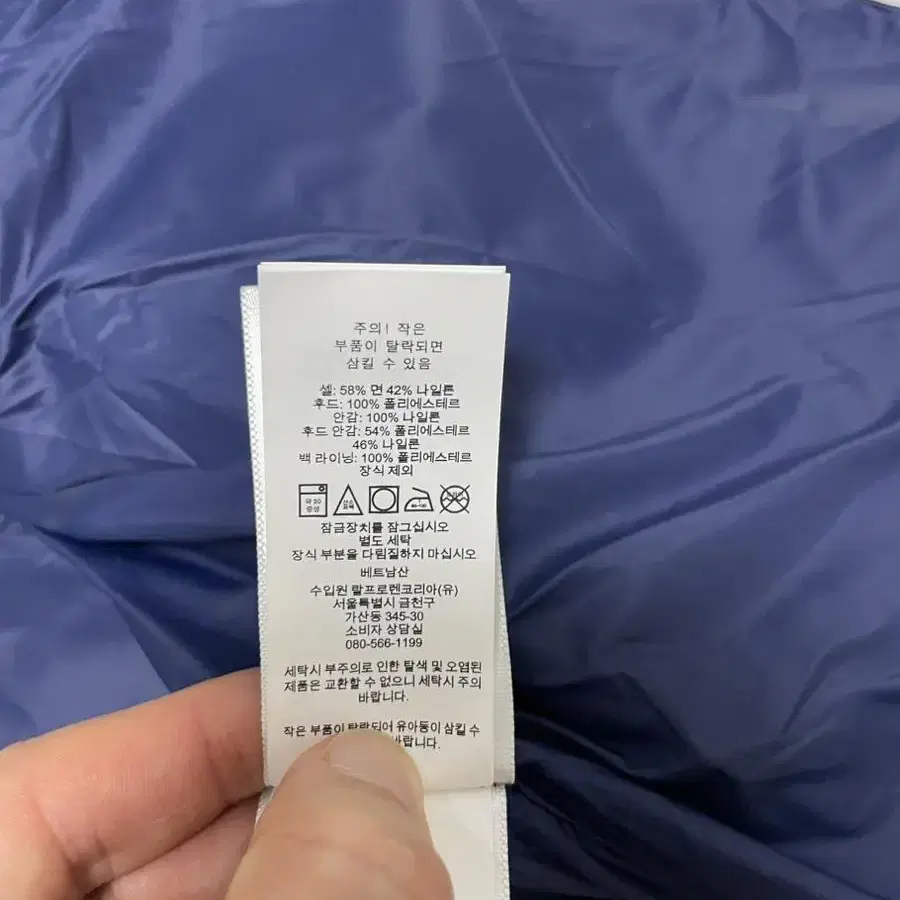 주의! 작은
부품이 탈락되면
삼킬 수 있음
셀: 58% 면 42% 나일론
후드: 100% 폴리에스테르
안감: 100% 나일론
후드 안감: 54% 폴리에스테르
46% 나일론
백 라이닝: 100% 폴리에스테르
장식 제외
약 30
중성
잠금장치를 잠그십시오
별도 세탁
장식 부분을 다림질하지 마십시오
베트남산
수입원 랄프로렌코리아(유)
서울특별시 금천구
가산동 345-30
소비자 상담실
080-566-1199
세탁시 부주의로 인한 탈색 및 오염된
제품은 교환할 수 없으니 세탁시 주의
바랍니다.
작은 부품이 탈락되어 유아동이 삼킬 수
바랍니다.